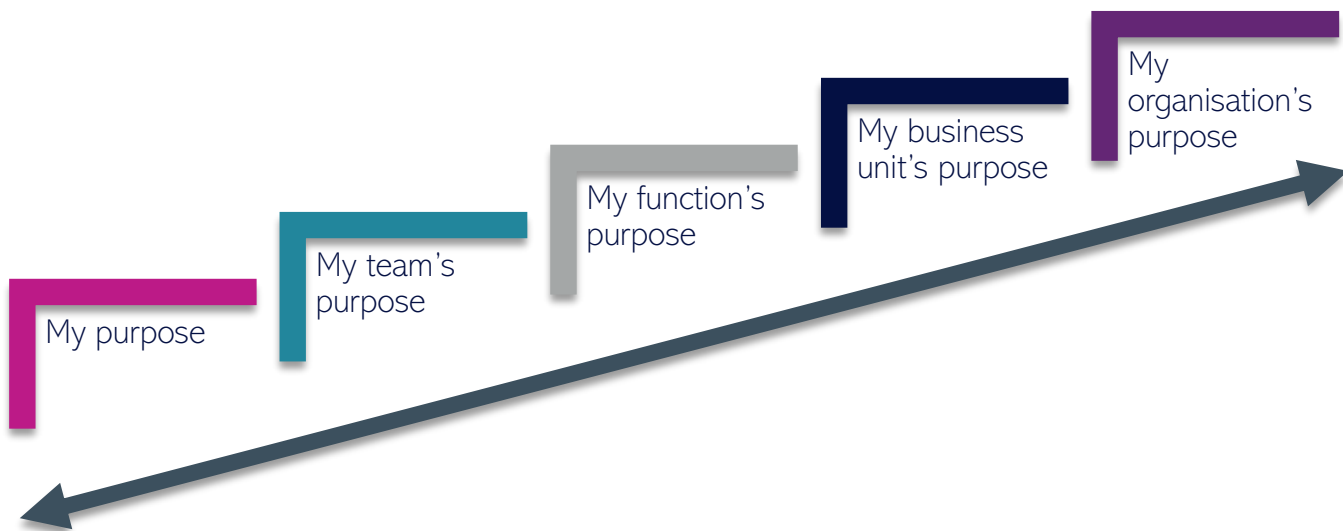 My purpose
My team’s
purpose
My function’s
purpose
My business
unit’s purpose
My
organisation’s
purpose